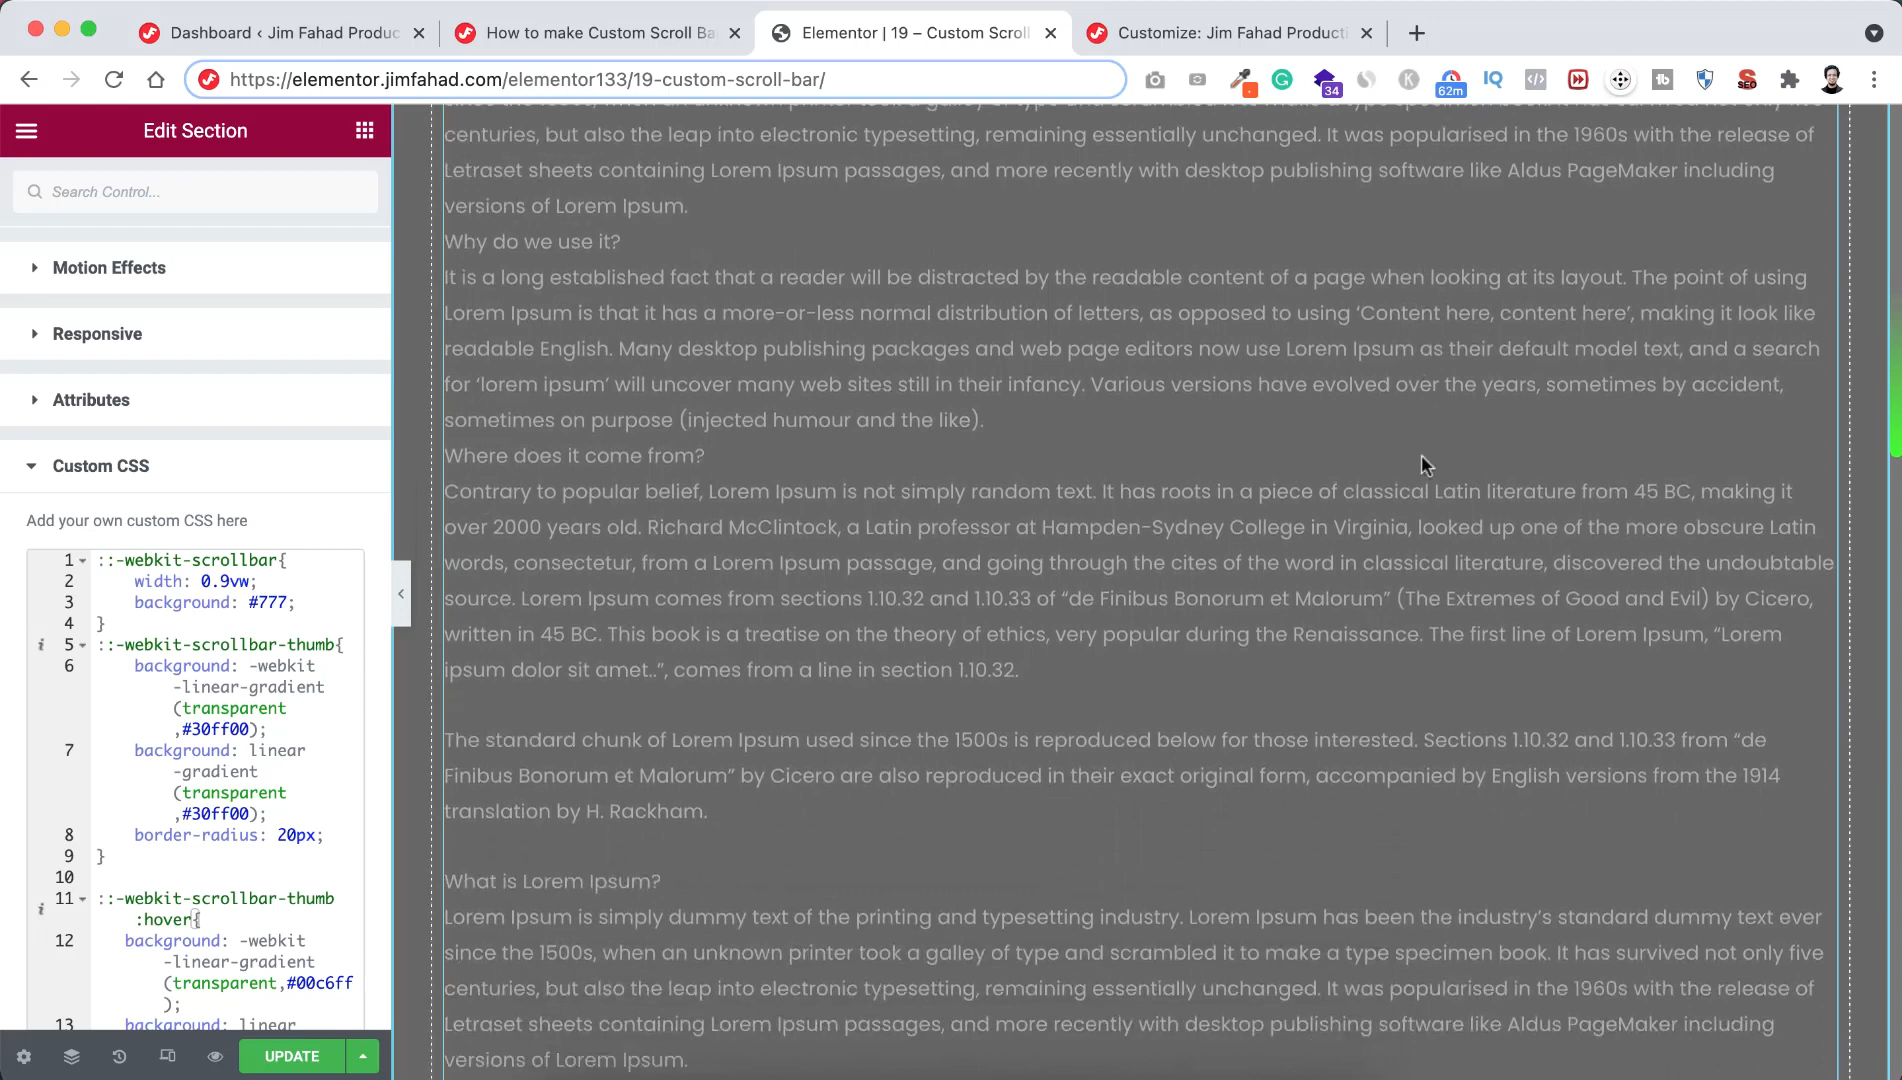 Dashboard ‹ Jim Fahad Produc
How to make Custom Scroll Ba
Elementor | 19 – Custom Scroll
Customize: Jim Fahad Producti
https://elementor.jimfahad.com/elementor133/19-custom-scroll-bar/
34
K
62m
IQ
tb
SEO
Edit Section
Search Control...
Motion Effects
Responsive
Attributes
Custom CSS
Add your own custom CSS here
1 ::-webkit-scrollbar{
2 width: 0.9vw;
3 background: #777;
4 }
5 ::-webkit-scrollbar-thumb{
6 background: -webkit
-linear-gradient
(transparent
,#30ff00);
7 background: linear
-gradient
(transparent
,#30ff00);
8 border-radius: 20px;
9 }
10
11 ::-webkit-scrollbar-thumb
:hover{
12 background: -webkit
-linear-gradient
(transparent,#00c6ff
);
13 background: linear
UPDATE
centuries, but also the leap into electronic typesetting, remaining essentially unchanged. It was popularised in the 1960s with the release of
Letraset sheets containing Lorem Ipsum passages, and more recently with desktop publishing software like Aldus PageMaker including
versions of Lorem Ipsum.
Why do we use it?
It is a long established fact that a reader will be distracted by the readable content of a page when looking at its layout. The point of using
Lorem Ipsum is that it has a more-or-less normal distribution of letters, as opposed to using ‘Content here, content here’, making it look like
readable English. Many desktop publishing packages and web page editors now use Lorem Ipsum as their default model text, and a search
for ‘lorem ipsum’ will uncover many web sites still in their infancy. Various versions have evolved over the years, sometimes by accident,
sometimes on purpose (injected humour and the like).
Where does it come from?
Contrary to popular belief, Lorem Ipsum is not simply random text. It has roots in a piece of classical Latin literature from 45 BC, making it
over 2000 years old. Richard McClintock, a Latin professor at Hampden-Sydney College in Virginia, looked up one of the more obscure Latin
words, consectetur, from a Lorem Ipsum passage, and going through the cites of the word in classical literature, discovered the undoubtable
source. Lorem Ipsum comes from sections 1.10.32 and 1.10.33 of “de Finibus Bonorum et Malorum” (The Extremes of Good and Evil) by Cicero,
written in 45 BC. This book is a treatise on the theory of ethics, very popular during the Renaissance. The first line of Lorem Ipsum, “Lorem
ipsum dolor sit amet..”, comes from a line in section 1.10.32.
The standard chunk of Lorem Ipsum used since the 1500s is reproduced below for those interested. Sections 1.10.32 and 1.10.33 from “de
Finibus Bonorum et Malorum” by Cicero are also reproduced in their exact original form, accompanied by English versions from the 1914
translation by H. Rackham.
What is Lorem Ipsum?
Lorem Ipsum is simply dummy text of the printing and typesetting industry. Lorem Ipsum has been the industry’s standard dummy text ever
since the 1500s, when an unknown printer took a galley of type and scrambled it to make a type specimen book. It has survived not only five
centuries, but also the leap into electronic typesetting, remaining essentially unchanged. It was popularised in the 1960s with the release of
Letraset sheets containing Lorem Ipsum passages, and more recently with desktop publishing software like Aldus PageMaker including
versions of Lorem Ipsum.